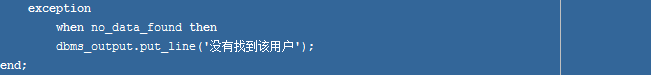 exception
when no_data_found then
dbms_output.put_line('没有找到该用户');
end;